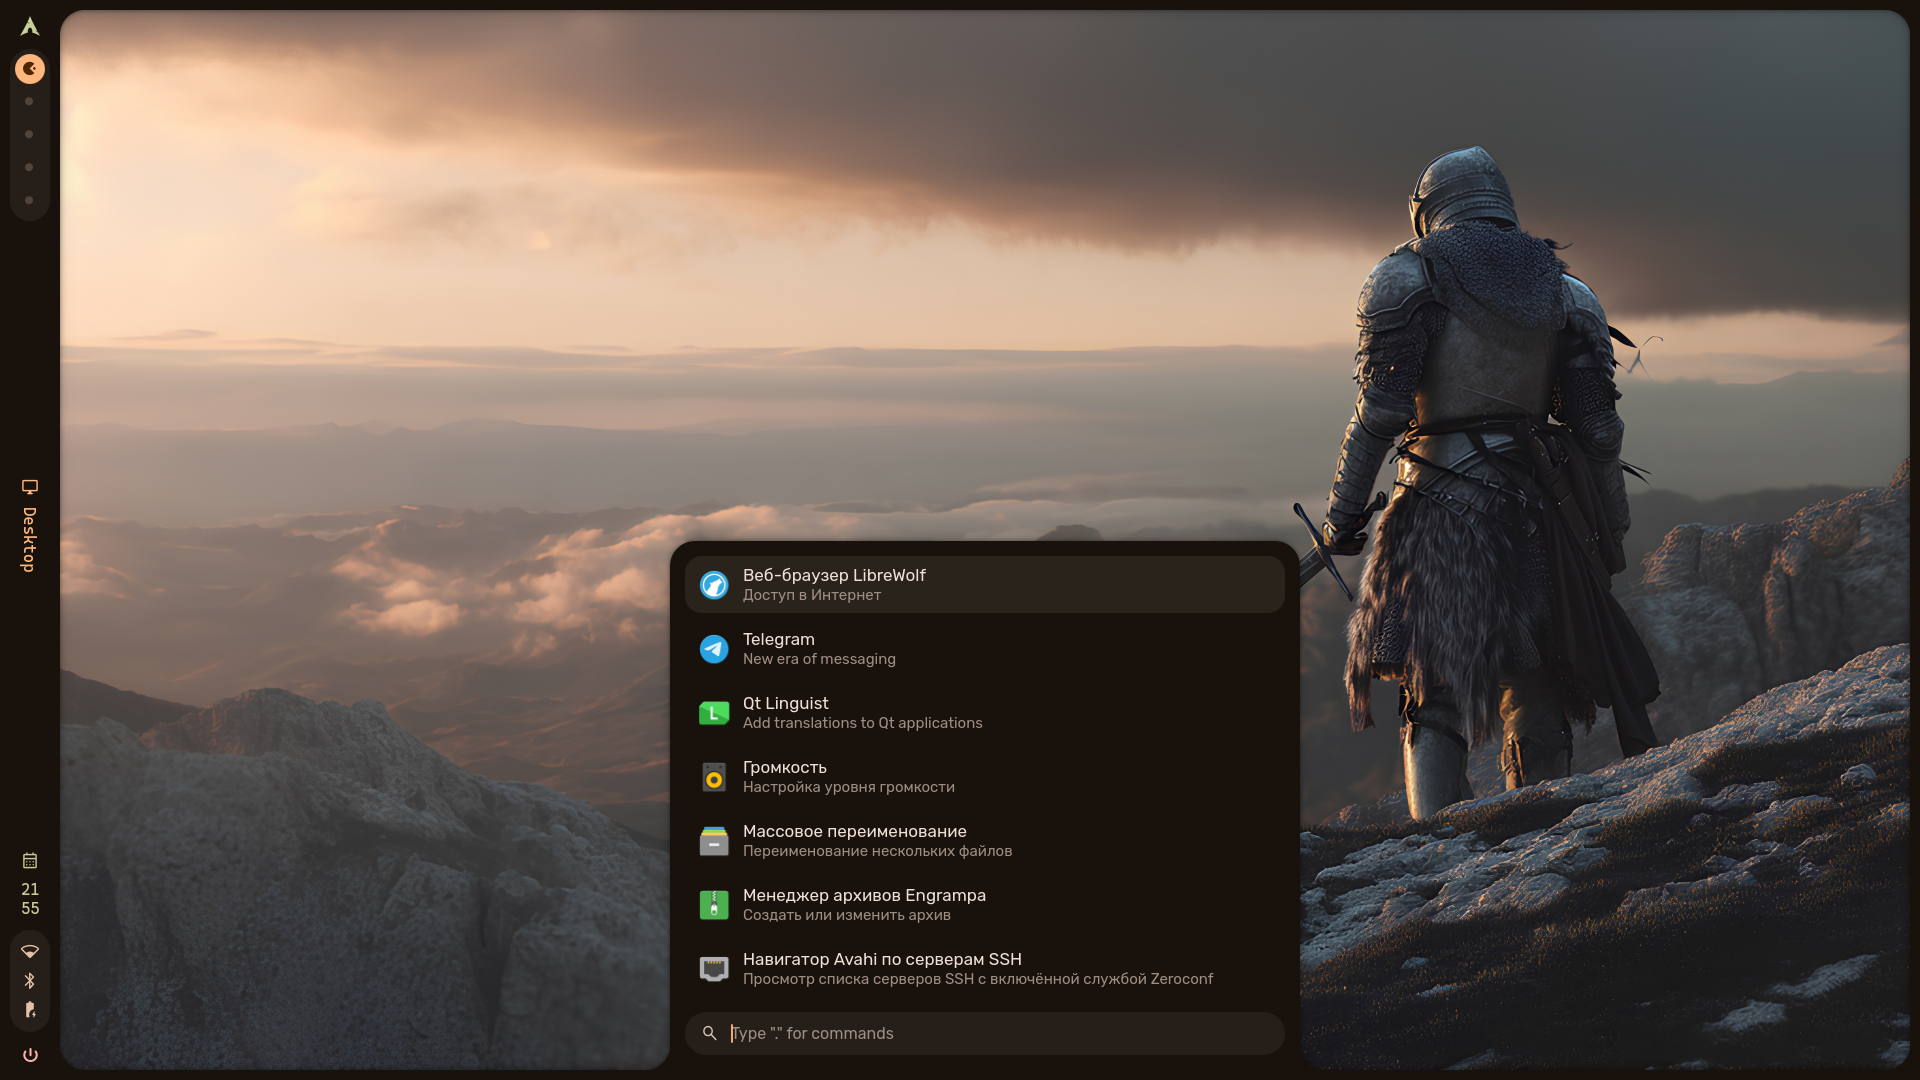 Desktop
21
55
Веб-браузер LibreWolf
Доступ в Интернет
Telegram
New era of messaging
Qt Linguist
Add translations to Qt applications
Громкость
Настройка уровня громкости
Массовое переименование
Переименование нескольких файлов
Менеджер архивов Engrampa
Создать или изменить архив
Навигатор Avahi по серверам SSH
Просмотр списка серверов SSH с включённой службой Zeroconf
Type "." for commands